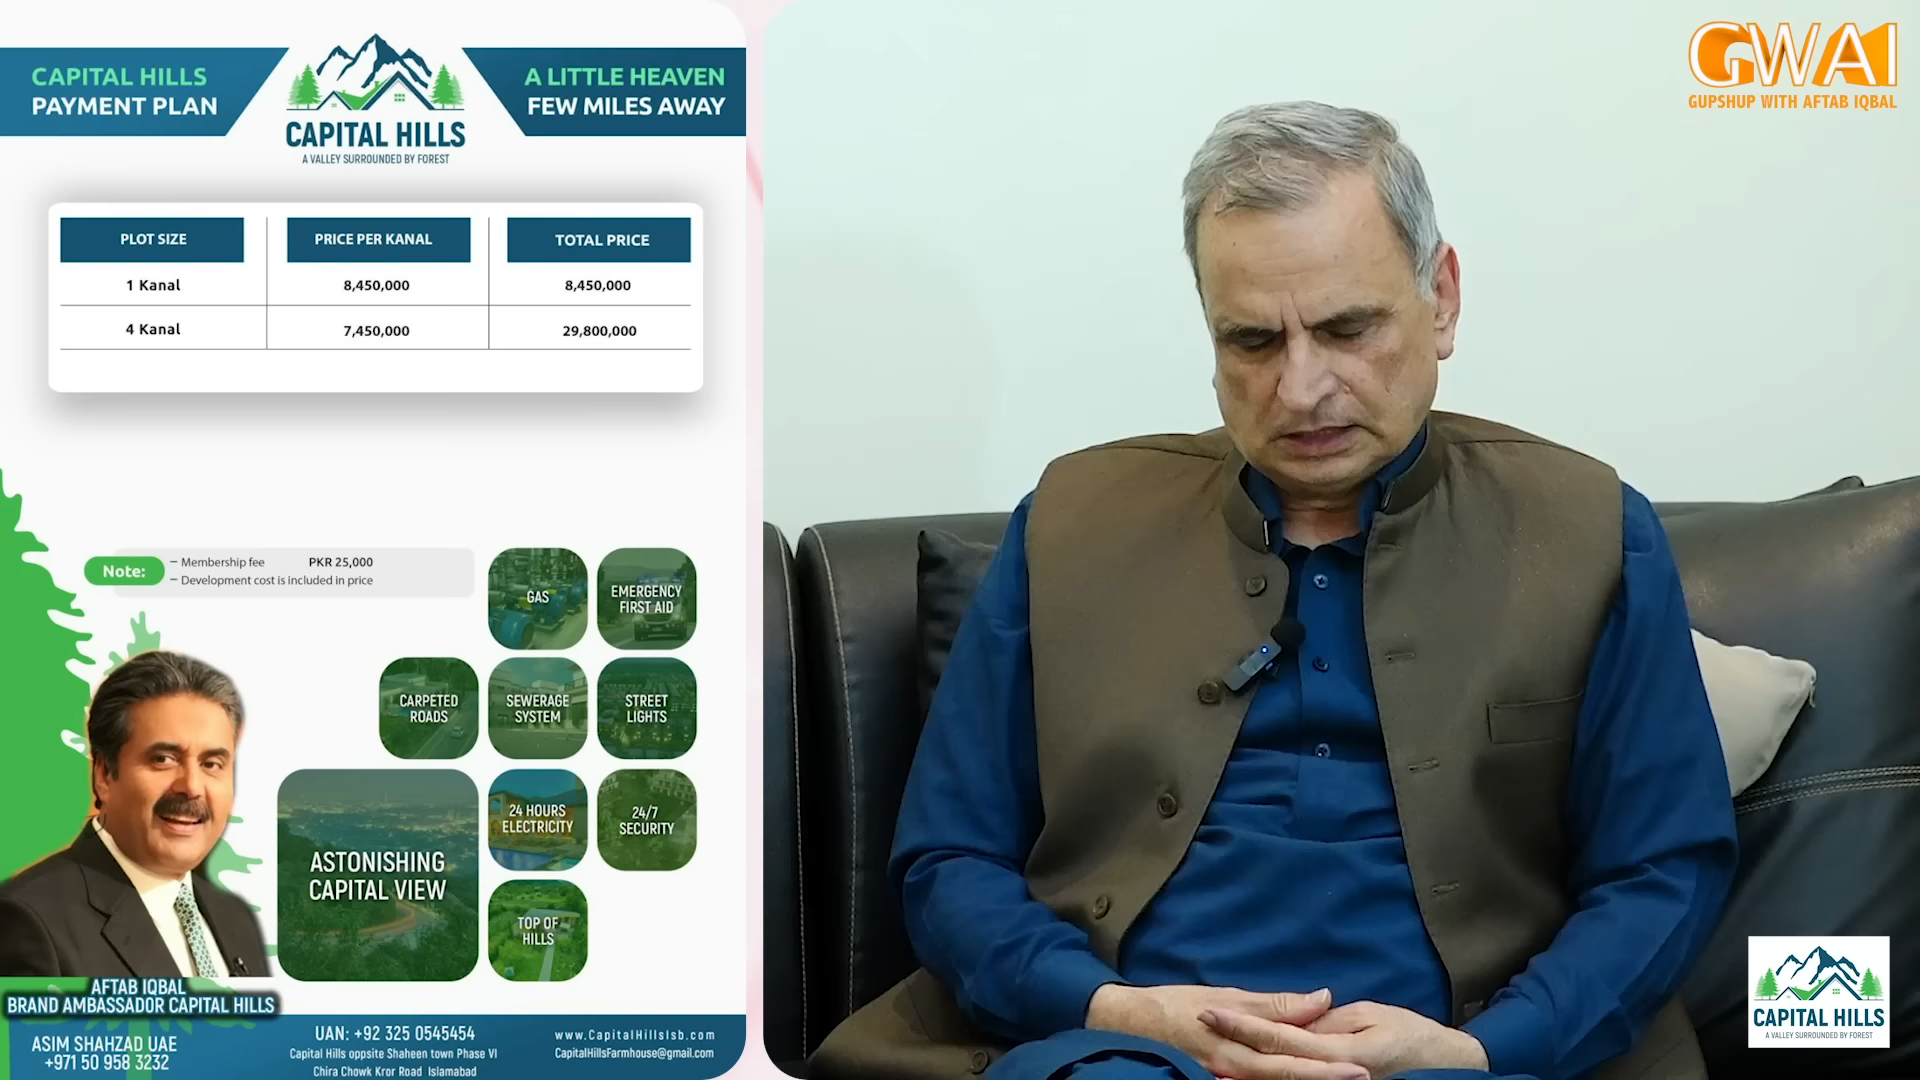 CAPITAL HILLS
PAYMENT PLAN
CAPITAL HILLS
A VALLEY SURROUNDED BY FOREST
A LITTLE HEAVEN
FEW MILES AWAY
PLOT SIZE PRICE PER KANAL TOTAL PRICE
1 Kanal 8,450,000 8,450,000
4 Kanal 7,450,000 29,800,000
Note:
– Membership fee PKR 25,000
– Development cost is included in price
GAS
EMERGENCY
FIRST AID
CARPETED
ROADS
SEWERAGE
SYSTEM
STREET
LIGHTS
ASTONISHING
CAPITAL VIEW
24 HOURS
ELECTRICITY
24/7
SECURITY
TOP OF
HILLS
AFTAB IQBAL
BRAND AMBASSADOR CAPITAL HILLS
ASIM SHAHZAD UAE
+971 50 958 3232
UAN: +92 325 0545454
Capital Hills oppsite Shaheen town Phase VI
Chira Chowk Kror Road Islamabad
www.CapitalHillsIsb.com
CapitalHillsFarmhouse@gmail.com
GWAI
GUPSHUP WITH AFTAB IQBAL
CAPITAL HILLS
A VALLEY SURROUNDED BY FOREST